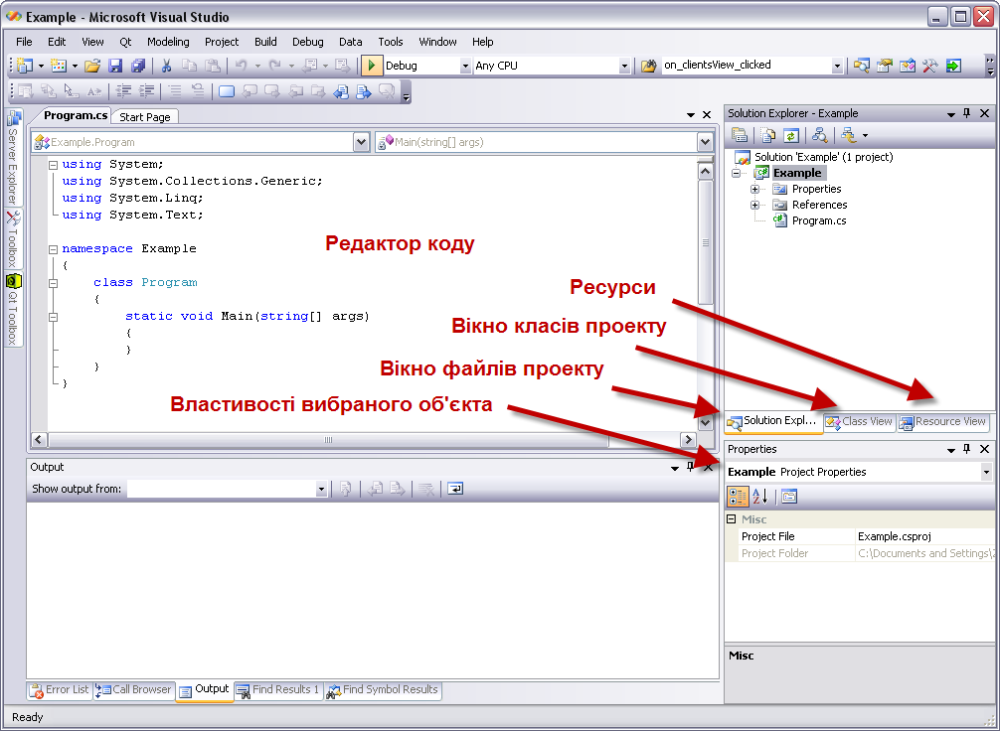 Example - Microsoft Visual Studio
File Edit View Qt Modeling Project Build Debug Data Tools Window Help
Debug Any CPU on_clientsView_clicked
Server Explorer
Toolbox
Qt Toolbox
Program.cs Start Page
Example.Program Main(string[] args)
using System;
using System.Collections.Generic;
using System.Linq;
using System.Text;
namespace Example
{
class Program
{
static void Main(string[] args)
{
}
}
}
Редактор коду
Ресурси
Вікно класів проекту
Вікно файлів проекту
Властивості вибраного об'єкта
Solution Explorer - Example
Solution 'Example' (1 project)
Example
Properties
References
Program.cs
Solution Expl... Class View Resource View
Properties
Example Project Properties
Misc
Project File Example.csproj
Project Folder C:\Documents and Settings\
Misc
Output
Show output from:
Error List Call Browser Output Find Results 1 Find Symbol Results
Ready